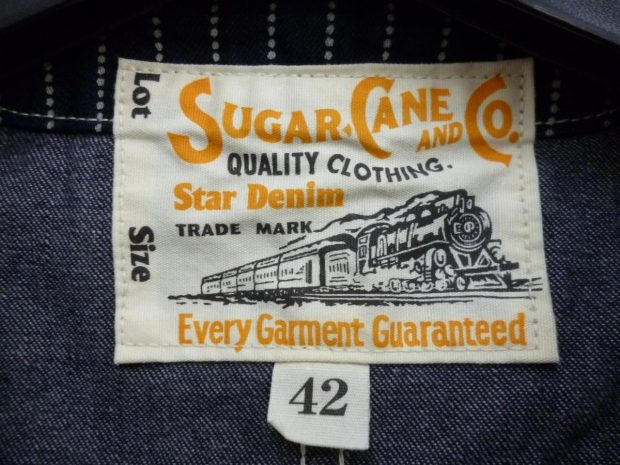 Lot
Size
SUGAR CANE AND CO.
QUALITY CLOTHING.
Star Denim
TRADE MARK
Every Garment Guaranteed
42